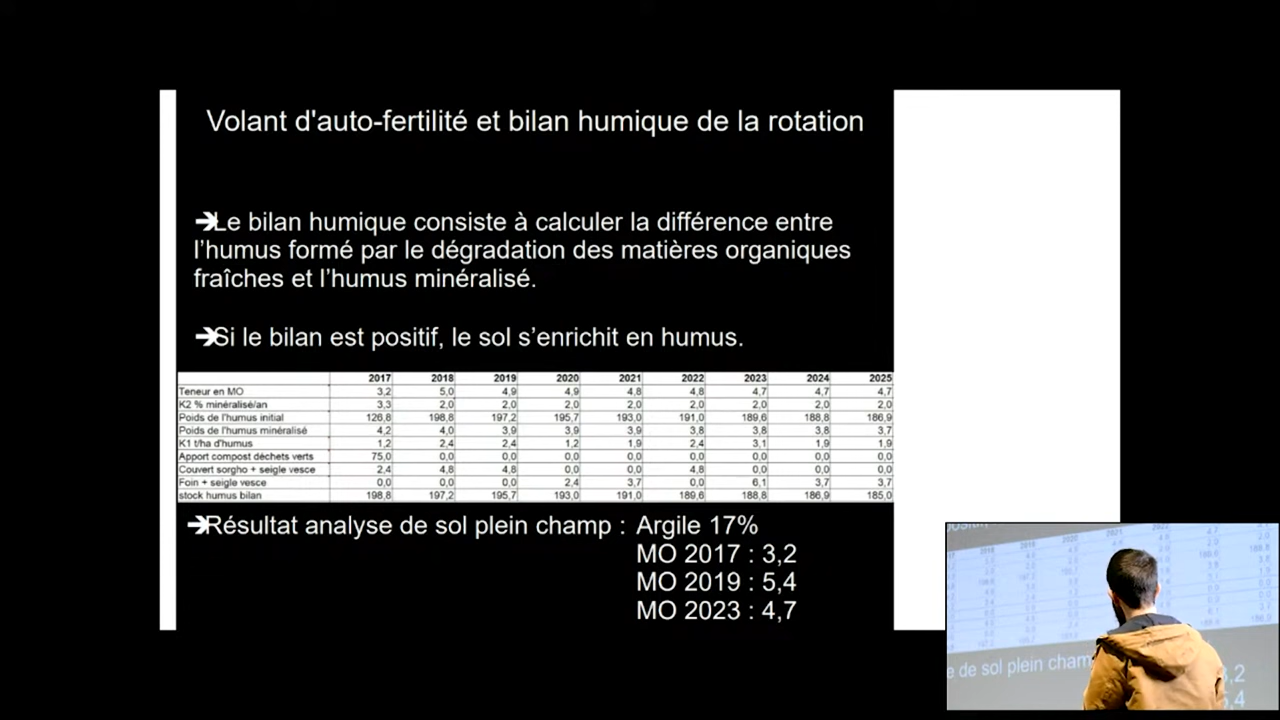 Volant d'auto-fertilité et bilan humique de la rotation
➔Le bilan humique consiste à calculer la différence entre
l'humus formé par le dégradation des matières organiques
fraîches et l'humus minéralisé.
➔Si le bilan est positif, le sol s'enrichit en humus.
2017 2018 2019 2020 2021 2022 2023 2024 2025
Teneur en MO 3,2 5,0 4,9 4,9 4,8 4,8 4,7 4,7 4,7
K2 % minéralisé/an 3,3 2,0 2,0 2,0 2,0 2,0 2,0 2,0 2,0
Poids de l'humus initial 126,8 198,8 197,2 195,7 193,0 191,0 189,6 188,8 186,9
Poids de l'humus minéralisé 4,2 4,0 3,9 3,9 3,9 3,8 3,8 3,8 3,7
K1 t/ha d'humus 1,2 2,4 2,4 1,2 1,9 2,4 3,1 1,9 1,9
Apport compost déchets verts 75,0 0,0 0,0 0,0 0,0 0,0 0,0 0,0 0,0
Couvert sorgho + seigle vesce 2,4 4,8 4,8 0,0 0,0 4,8 0,0 0,0 0,0
Foin + seigle vesce 0,0 0,0 0,0 2,4 3,7 0,0 6,1 3,7 3,7
stock humus bilan 198,8 197,2 195,7 193,0 191,0 189,6 188,8 186,9 185,0
➔Résultat analyse de sol plein champ : Argile 17%
MO 2017 : 3,2
MO 2019 : 5,4
MO 2023 : 4,7
e de sol plein cham
,2
,4